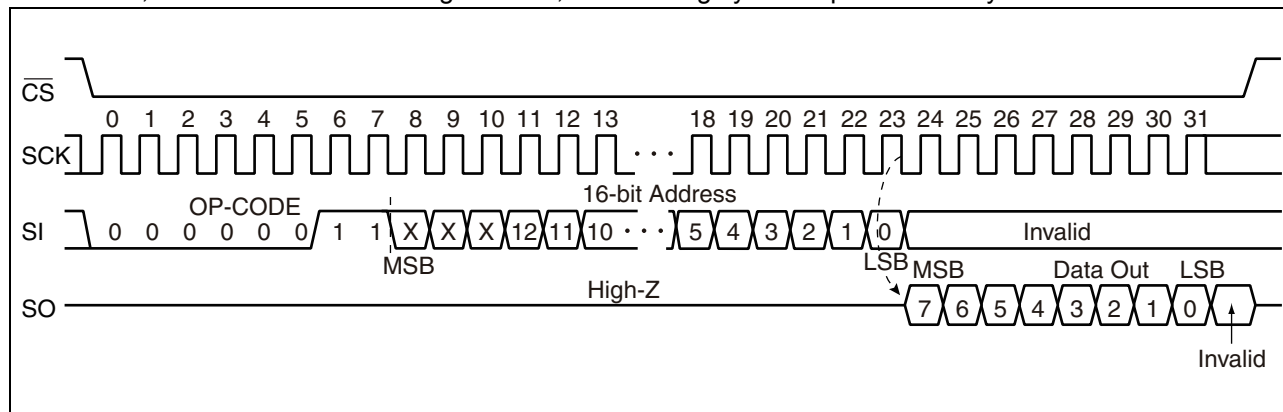 CS
0 1 2 3 4 5 6 7 8 9 10 11 12 13 18 19 20 21 22 23 24 25 26 27 28 29 30 31
SCK ···
16-bit Address
OP-CODE
SI 0 0 0 0 0 0 1 1 X X X 12 11 10 ··· 5 4 3 2 1 0 Invalid
MSB LSB MSB Data Out LSB
High-Z
SO 7 6 5 4 3 2 1 0
Invalid